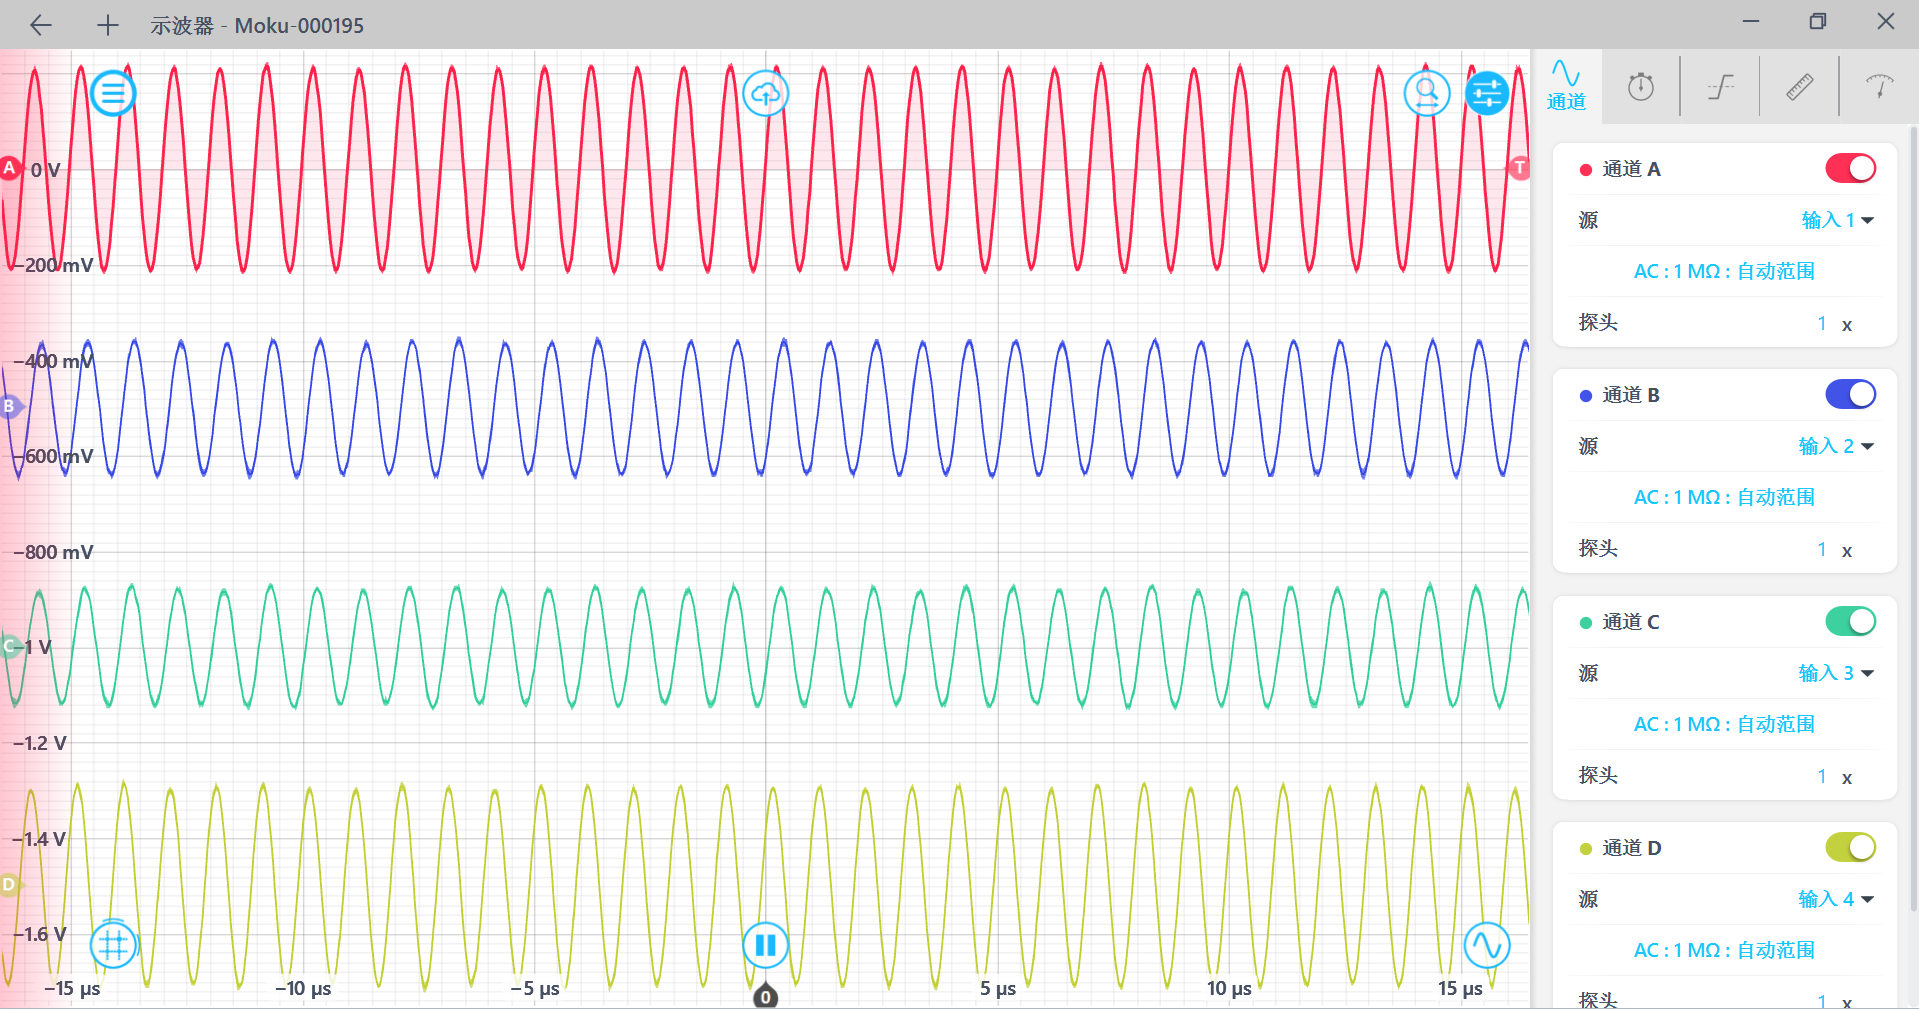 示波器 - Moku-000195
通道
A
0 V
T
−200 mV
−400 mV
B
−600 mV
−800 mV
C
−1 V
−1.2 V
−1.4 V
D
−1.6 V
−15 µs
−10 µs
−5 µs
0
5 µs
10 µs
15 µs
通道 A
源 输入 1
AC : 1 MΩ : 自动范围
探头 1 x
通道 B
源 输入 2
AC : 1 MΩ : 自动范围
探头 1 x
通道 C
源 输入 3
AC : 1 MΩ : 自动范围
探头 1 x
通道 D
源 输入 4
AC : 1 MΩ : 自动范围
探头 1 x